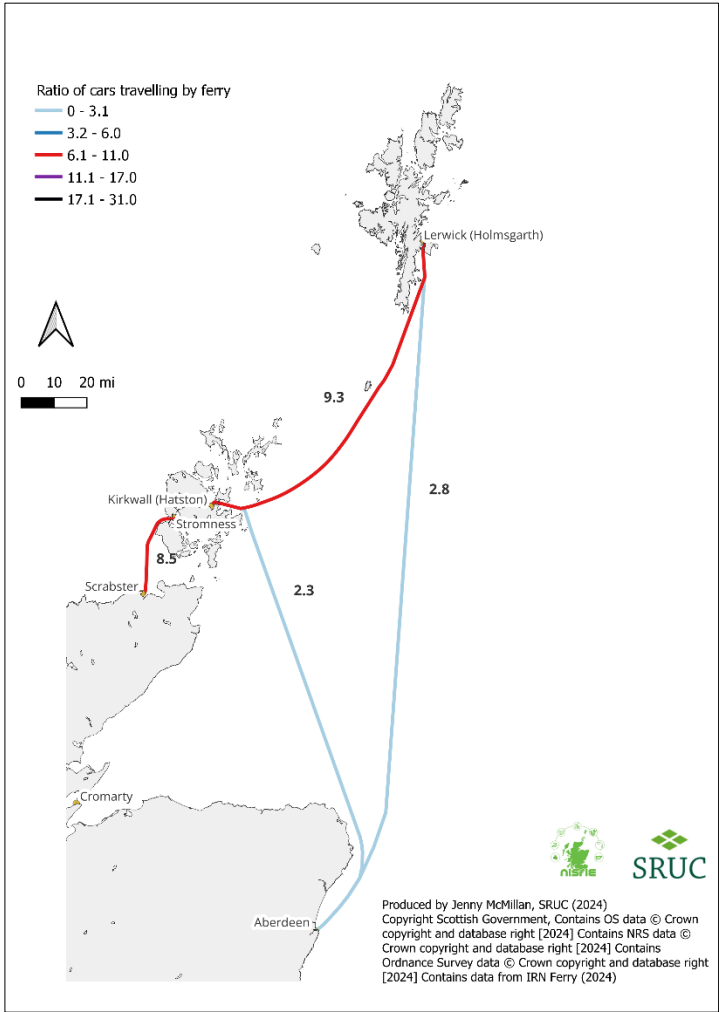 Ratio of cars travelling by ferry
0 - 3.1
3.2 - 6.0
6.1 - 11.0
11.1 - 17.0
17.1 - 31.0
Lerwick (Holmsgarth)
0 10 20 mi
9.3
2.8
Kirkwall (Hatston)
Stromness
8.5
Scrabster
2.3
Cromarty
nisrie
SRUC
Aberdeen
Produced by Jenny McMillan, SRUC (2024)
Copyright Scottish Government, Contains OS data © Crown
copyright and database right [2024] Contains NRS data ©
Crown copyright and database right [2024] Contains
Ordnance Survey data © Crown copyright and database right
[2024] Contains data from IRN Ferry (2024)